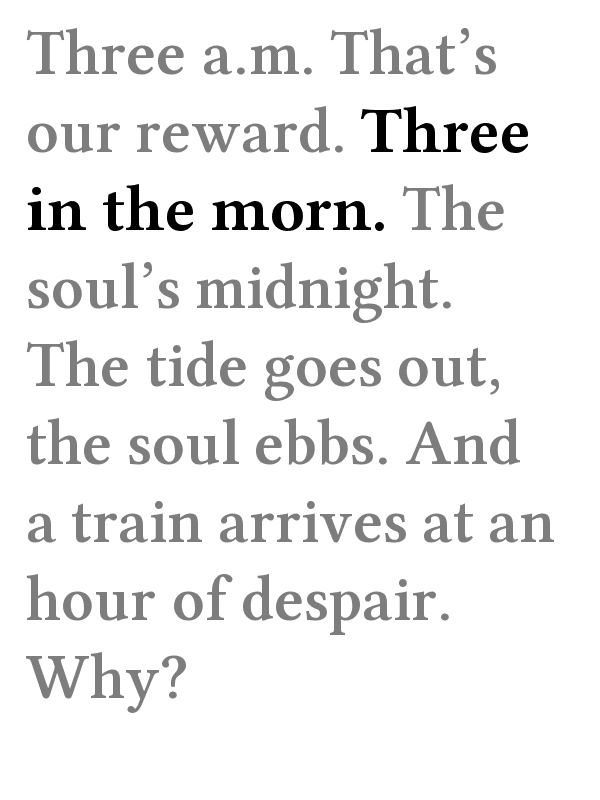 Three a.m. That’s
our reward. Three
in the morn. The
soul’s midnight.
The tide goes out,
the soul ebbs. And
a train arrives at an
hour of despair.
Why?